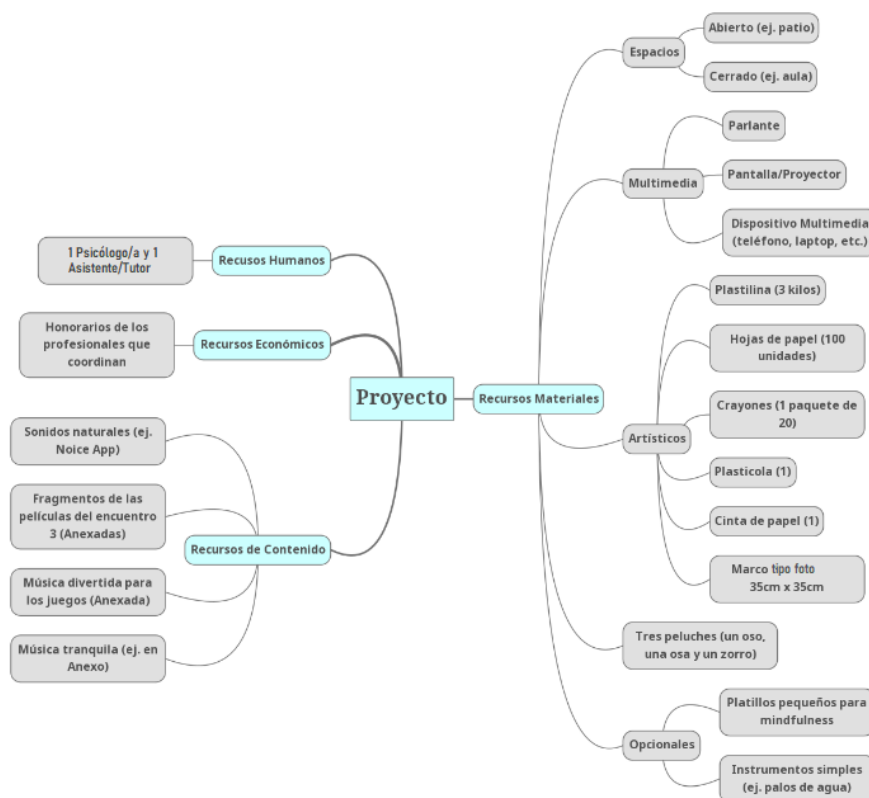 Proyecto
Recusos Humanos
1 Psicólogo/a y 1
Asistente/Tutor
Recursos Económicos
Honorarios de los
profesionales que
coordinan
Recursos de Contenido
Sonidos naturales (ej.
Noice App)
Fragmentos de las
películas del encuentro
3 (Anexadas)
Música divertida para
los juegos (Anexada)
Música tranquila (ej. en
Anexo)
Recursos Materiales
Espacios
Abierto (ej. patio)
Cerrado (ej. aula)
Multimedia
Parlante
Pantalla/Proyector
Dispositivo Multimedia
(teléfono, laptop, etc.)
Artísticos
Plastilina (3 kilos)
Hojas de papel (100
unidades)
Crayones (1 paquete de
20)
Plasticola (1)
Cinta de papel (1)
Marco tipo foto
35cm x 35cm
Tres peluches (un oso,
una osa y un zorro)
Opcionales
Platillos pequeños para
mindfulness
Instrumentos simples
(ej. palos de agua)